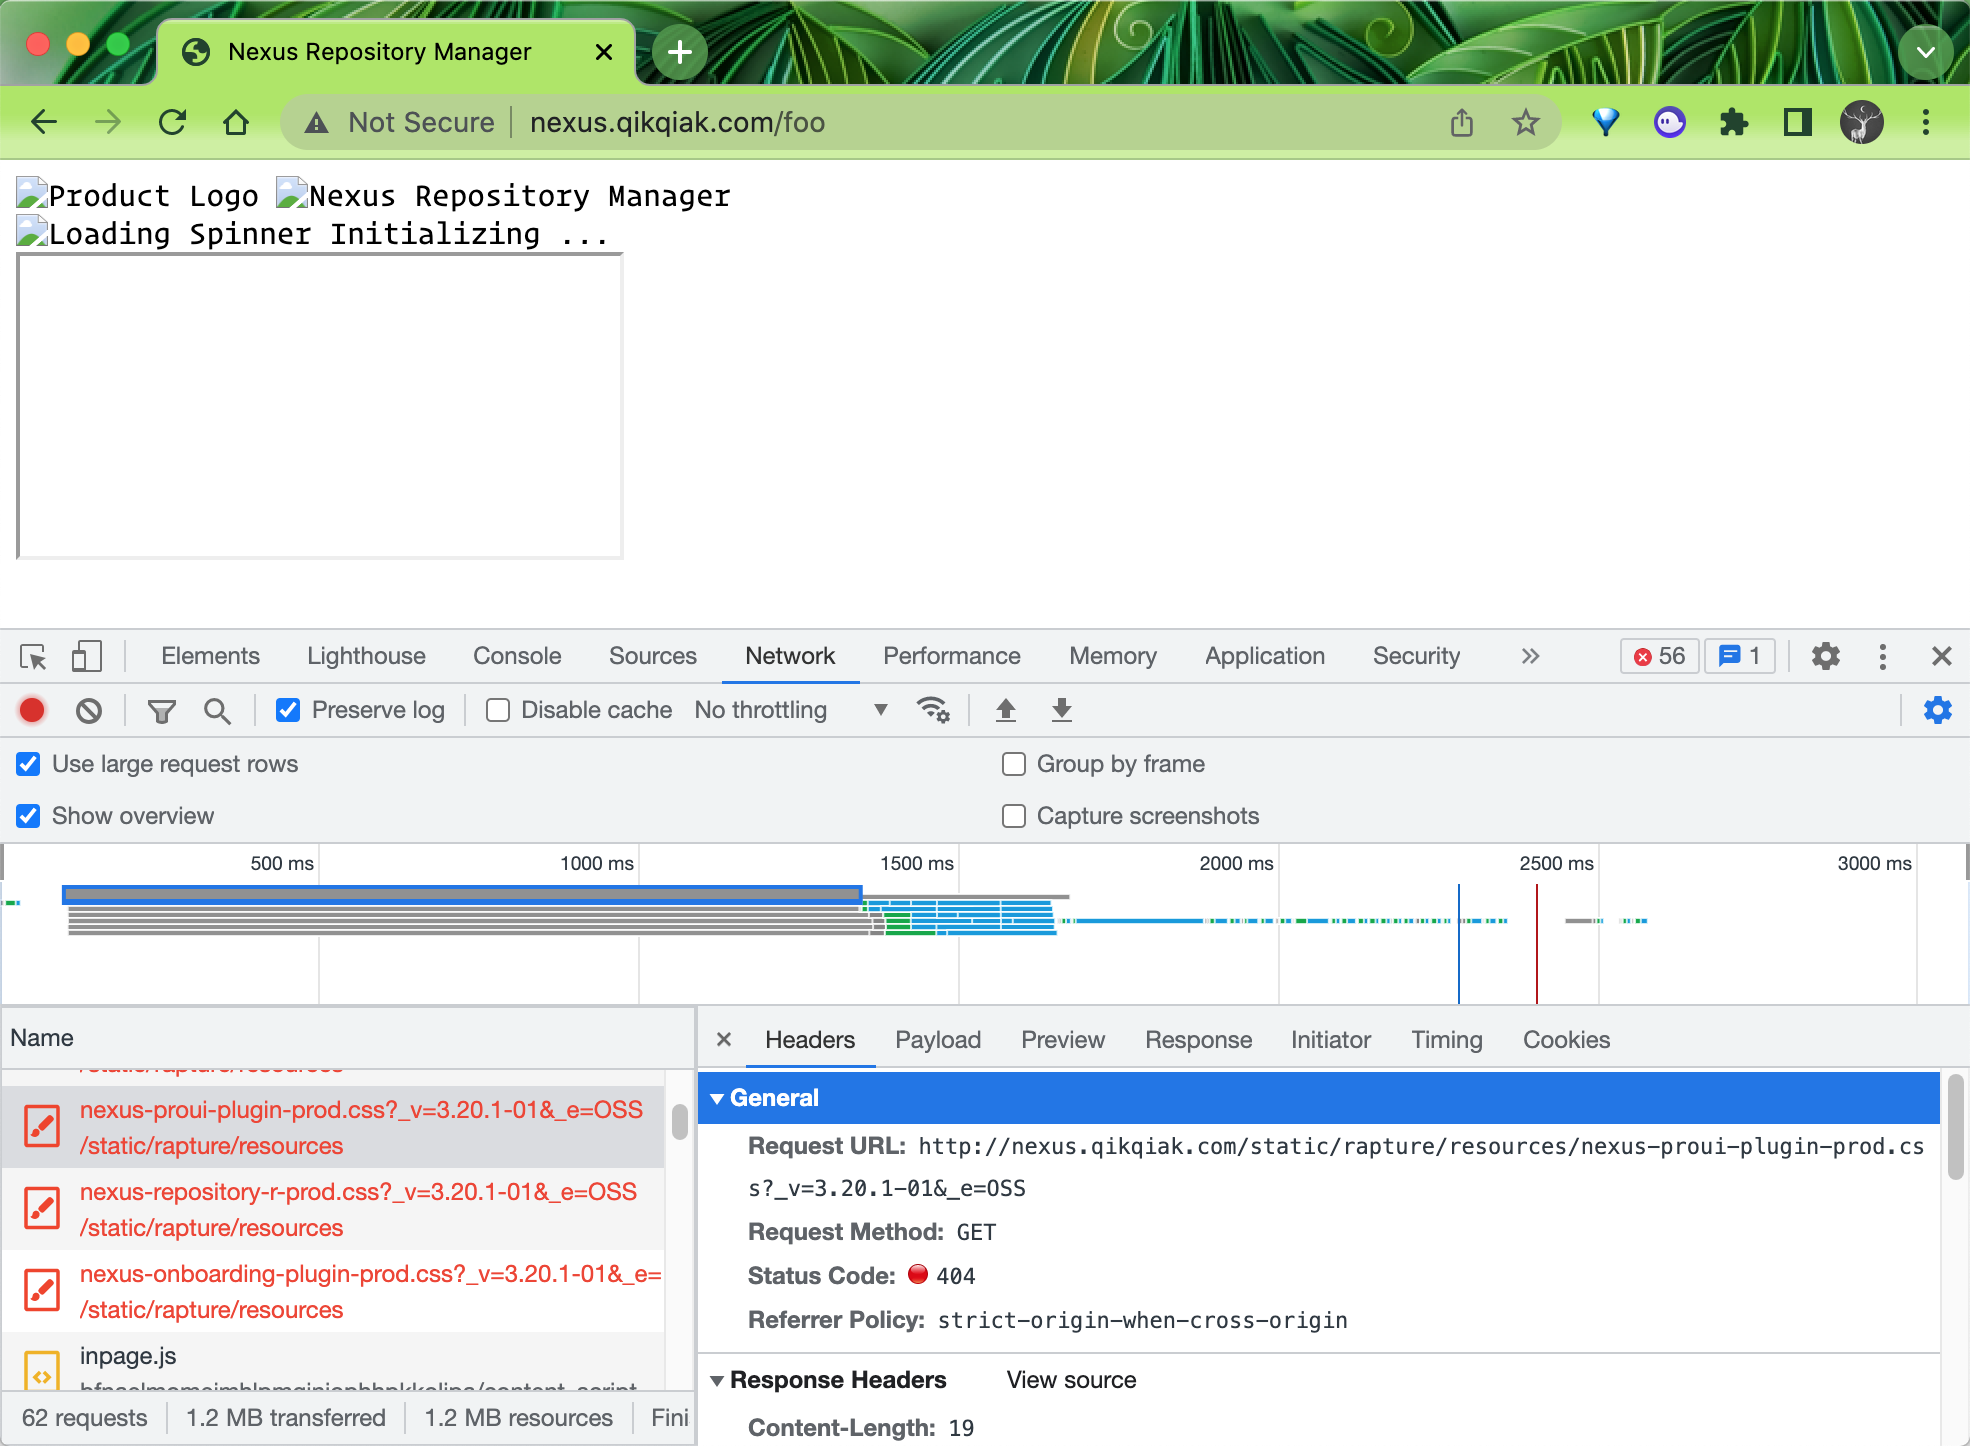 Nexus Repository Manager
Not Secure nexus.qikqiak.com/foo
Product Logo Nexus Repository Manager
Loading Spinner Initializing ...
Elements Lighthouse Console Sources Network Performance Memory Application Security 56 1
Preserve log Disable cache No throttling
Use large request rows Group by frame
Show overview Capture screenshots
500 ms 1000 ms 1500 ms 2000 ms 2500 ms 3000 ms
Name
/static/rapture/resources
nexus-proui-plugin-prod.css?_v=3.20.1-01&_e=OSS
/static/rapture/resources
nexus-repository-r-prod.css?_v=3.20.1-01&_e=OSS
/static/rapture/resources
nexus-onboarding-plugin-prod.css?_v=3.20.1-01&_e=
/static/rapture/resources
inpage.js
62 requests 1.2 MB transferred 1.2 MB resources Fini
Headers Payload Preview Response Initiator Timing Cookies
General
Request URL: http://nexus.qikqiak.com/static/rapture/resources/nexus-proui-plugin-prod.cs
s?_v=3.20.1-01&_e=OSS
Request Method: GET
Status Code: 404
Referrer Policy: strict-origin-when-cross-origin
Response Headers View source
Content-Length: 19